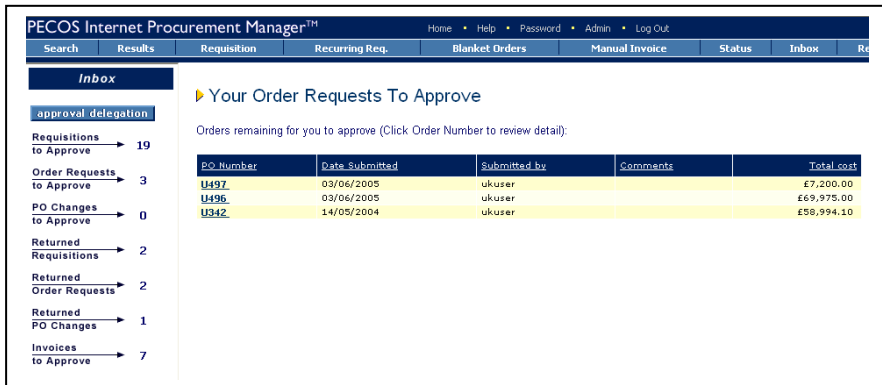 PECOS Internet Procurement Manager™ Home • Help • Password • Admin • Log Out
Search Results Requisition Recurring Req. Blanket Orders Manual Invoice Status Inbox Re
Inbox
approval delegation
Requisitions
to Approve 19
Order Requests
to Approve 3
PO Changes
to Approve 0
Returned
Requisitions 2
Returned
Order Requests 2
Returned
PO Changes 1
Invoices
to Approve 7
Your Order Requests To Approve
Orders remaining for you to approve (Click Order Number to review detail):
PO Number Date Submitted Submitted by Comments Total cost
U497 03/06/2005 ukuser £7,200.00
U496 03/06/2005 ukuser £69,975.00
U342 14/05/2004 ukuser £58,994.10